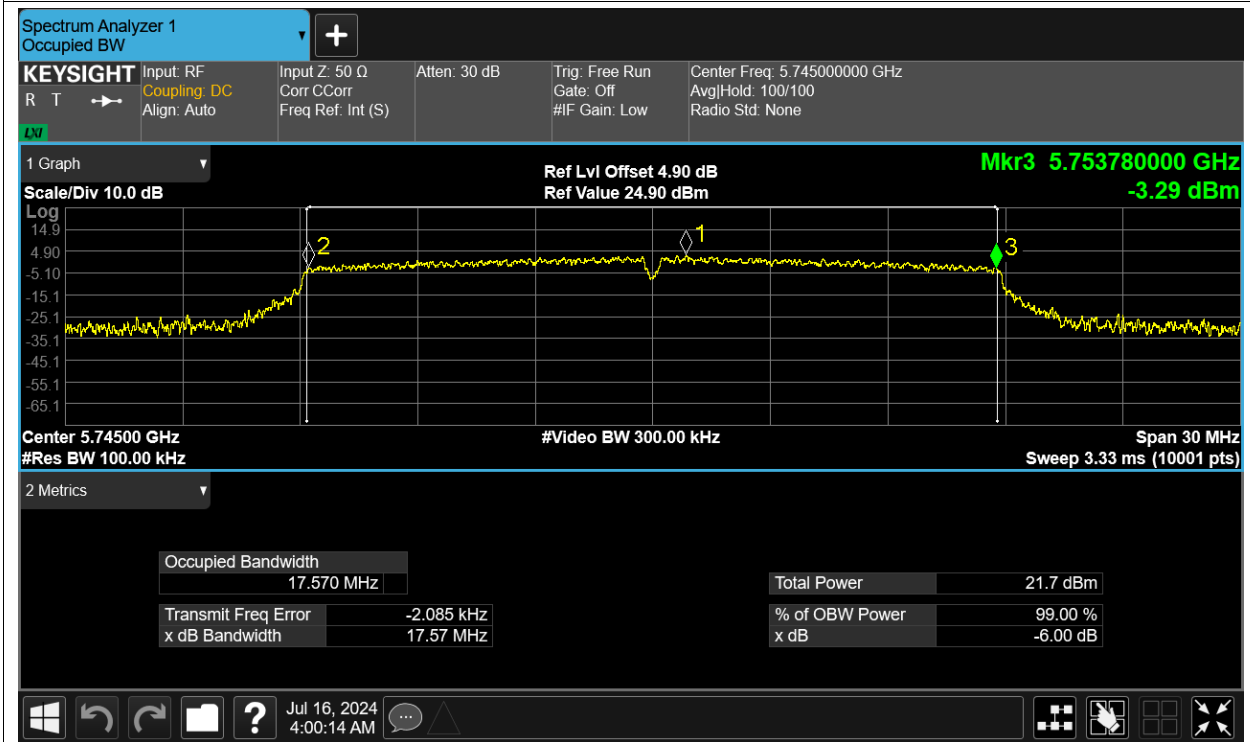 Spectrum Analyzer 1
Occupied BW
+
KEYSIGHT Input: RF Input Z: 50 Ω Atten: 30 dB Trig: Free Run Center Freq: 5.745000000 GHz
R T Coupling: DC Corr CCorr Gate: Off Avg|Hold: 100/100
Align: Auto Freq Ref: Int (S) #IF Gain: Low Radio Std: None
LXI
1 Graph
Ref Lvl Offset 4.90 dB Mkr3 5.753780000 GHz
Scale/Div 10.0 dB Ref Value 24.90 dBm -3.29 dBm
Log
14.9
4.90
-5.10
-15.1
-25.1
-35.1
-45.1
-55.1
-65.1
2
1
3
Center 5.74500 GHz #Video BW 300.00 kHz Span 30 MHz
#Res BW 100.00 kHz Sweep 3.33 ms (10001 pts)
2 Metrics
Occupied Bandwidth
17.570 MHz Total Power 21.7 dBm
Transmit Freq Error -2.085 kHz % of OBW Power 99.00 %
x dB Bandwidth 17.57 MHz x dB -6.00 dB
? Jul 16, 2024
4:00:14 AM